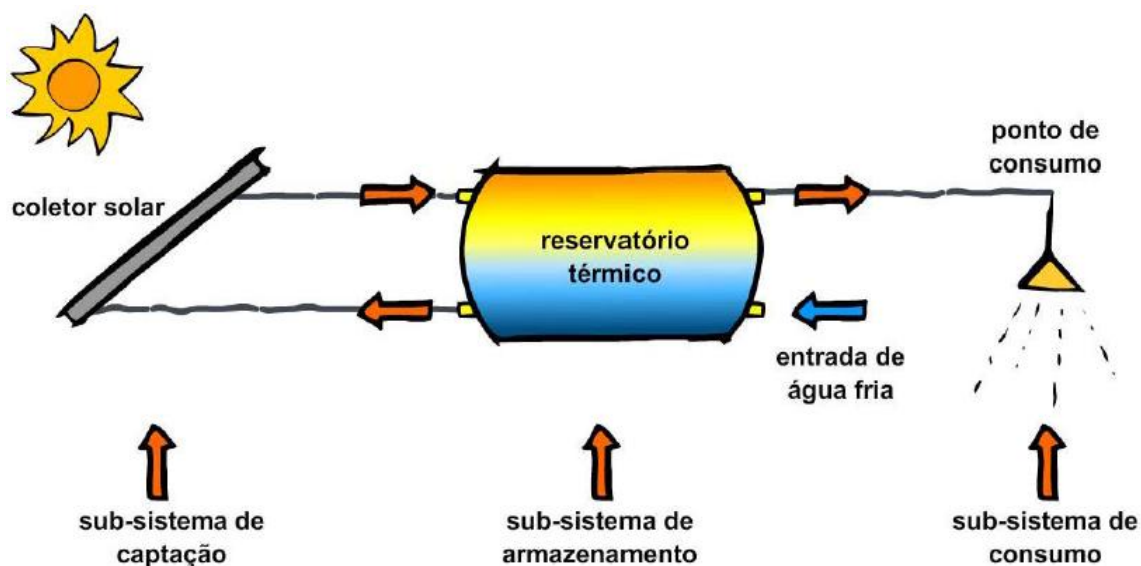 ponto de
consumo
coletor solar
reservatório
térmico
entrada de
água fria
sub-sistema de
captação
sub-sistema de
armazenamento
sub-sistema de
consumo